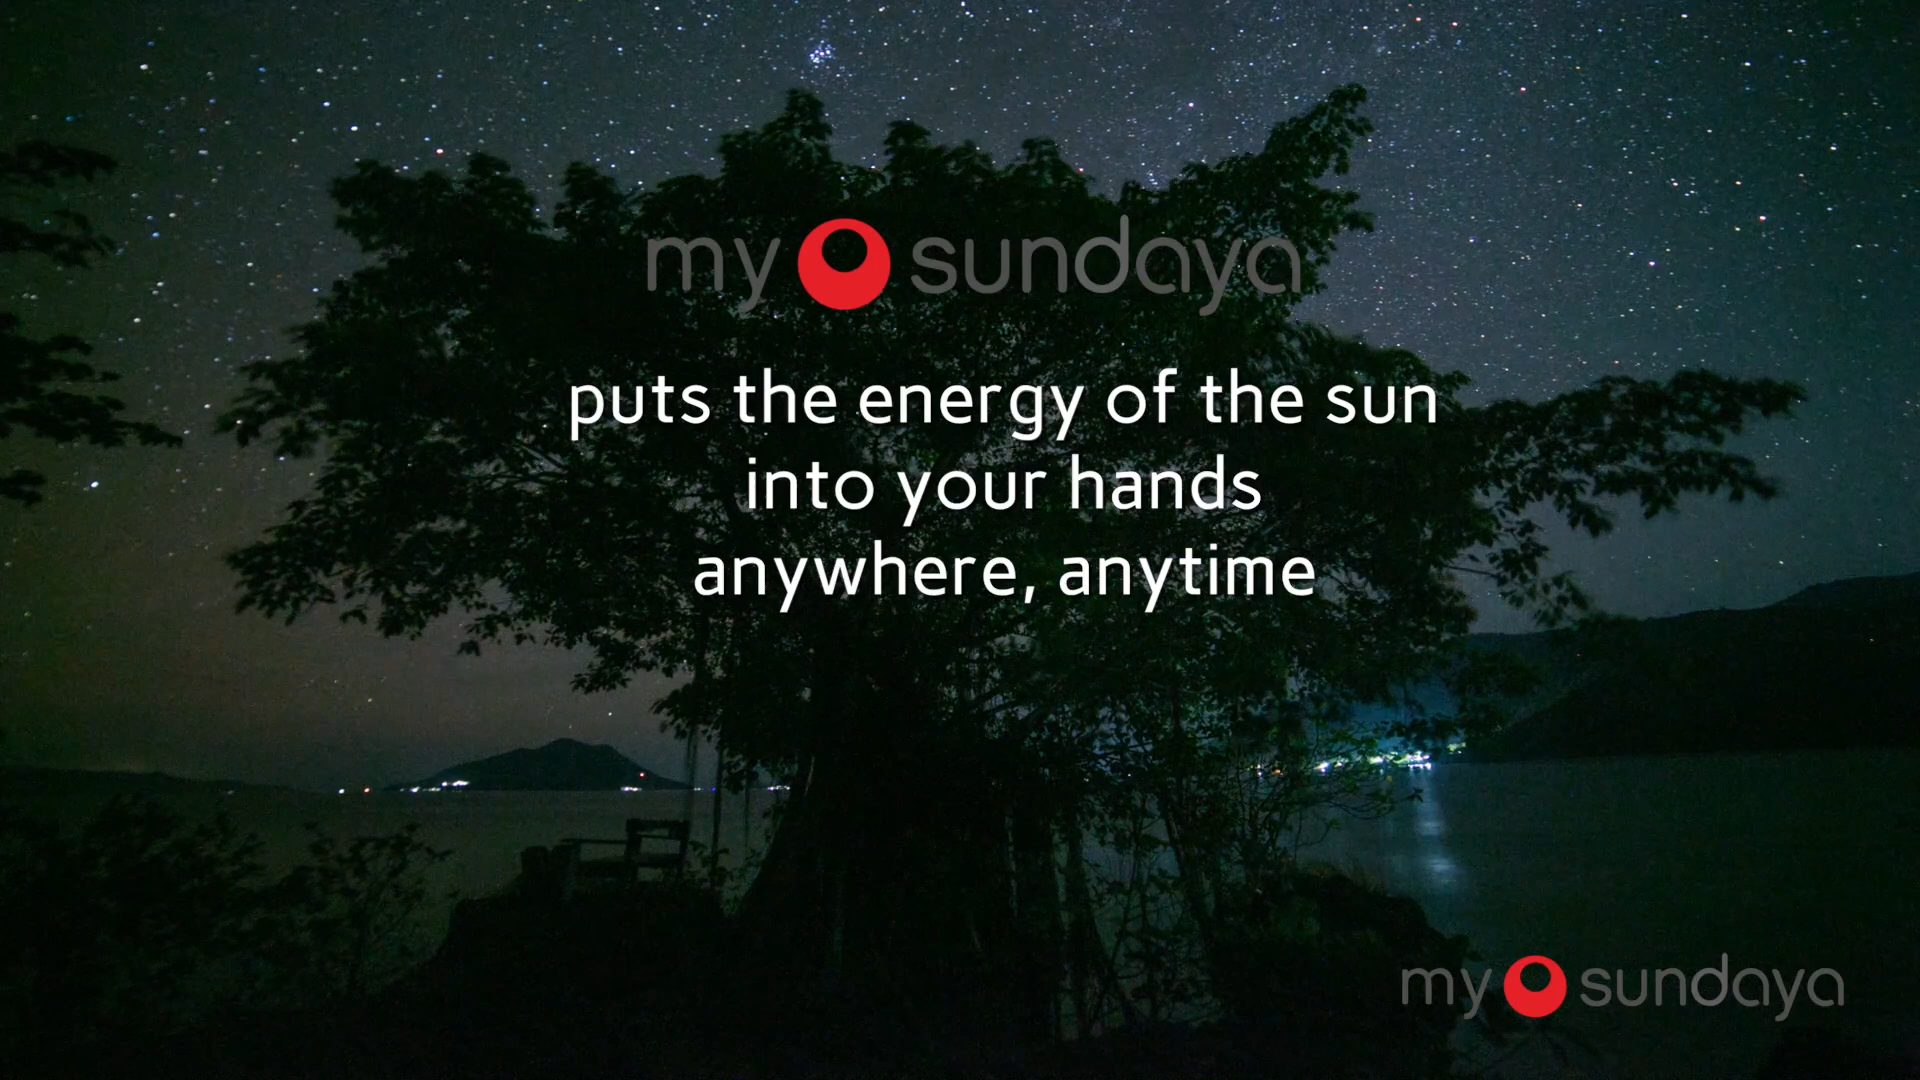 my sundaya
puts the energy of the sun
into your hands
anywhere, anytime
my sundaya